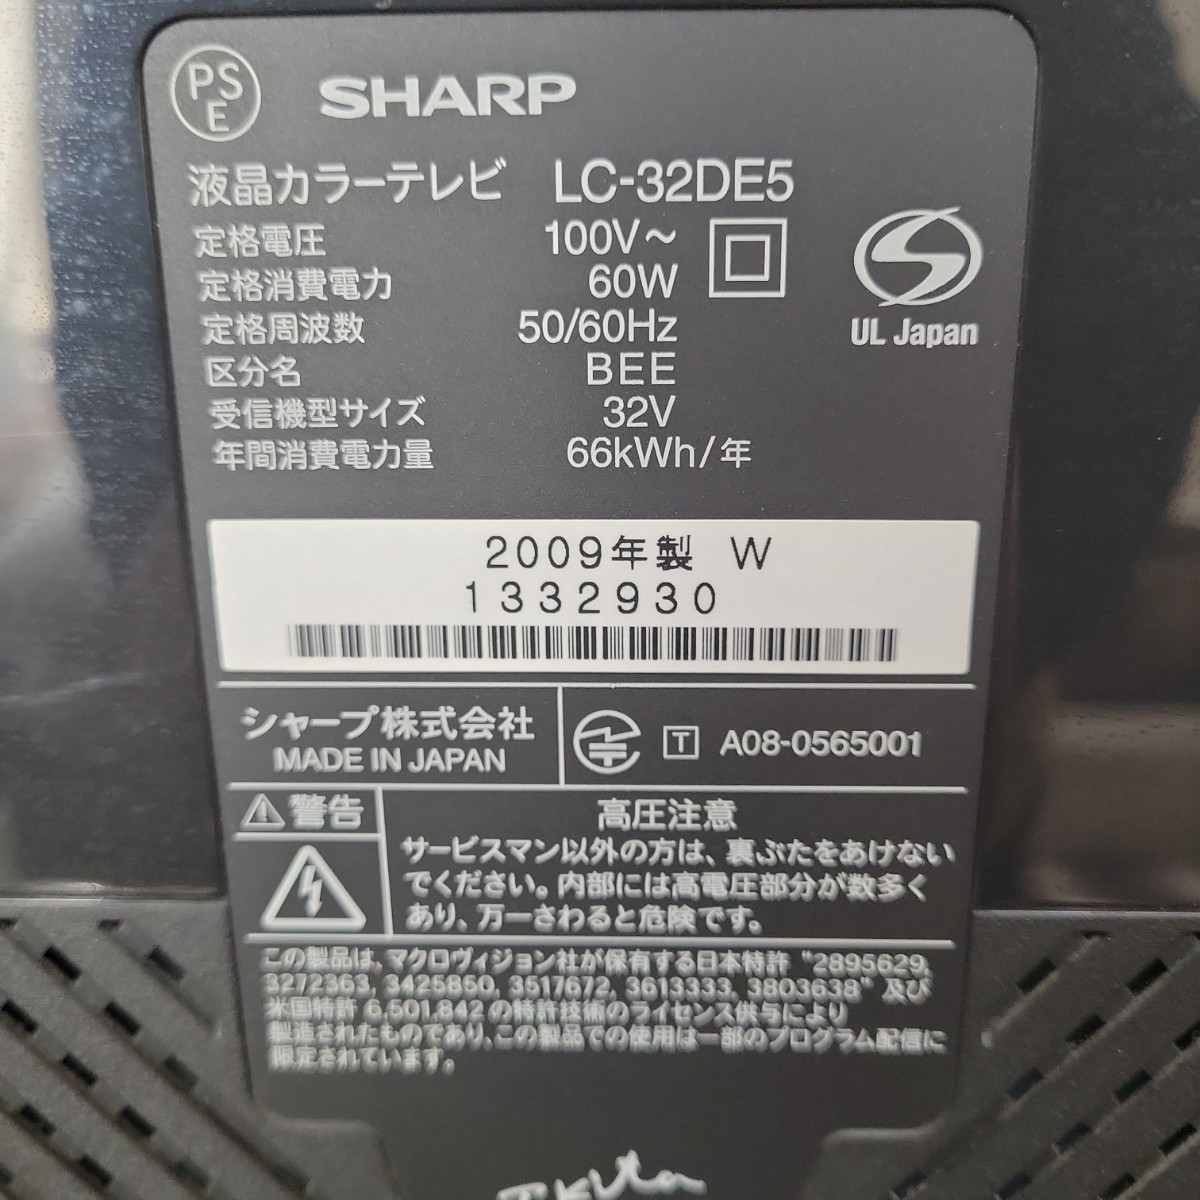 PS
E
SHARP
液晶カラーテレビ LC-32DE5
定格電圧 100V～
定格消費電力 60W
定格周波数 50/60Hz
区分名 BEE
受信機型サイズ 32V
年間消費電力量 66kWh/年
UL Japan
2009年製 W
1332930
シャープ株式会社
MADE IN JAPAN
T A08-0565001
警告
高圧注意
サービスマン以外の方は、裏ぶたをあけない
でください。内部には高電圧部分が数多く
あり、万一さわると危険です。
この製品は、マクロヴィジョン社が保有する日本特許 "2895629,
3272363, 3425850, 3517672, 3613333, 3803638" 及び
米国特許 6,501,842 の特許技術のライセンス供与により
製造されたものであり、この製品での使用は一部のプログラム配信に
限定されています。